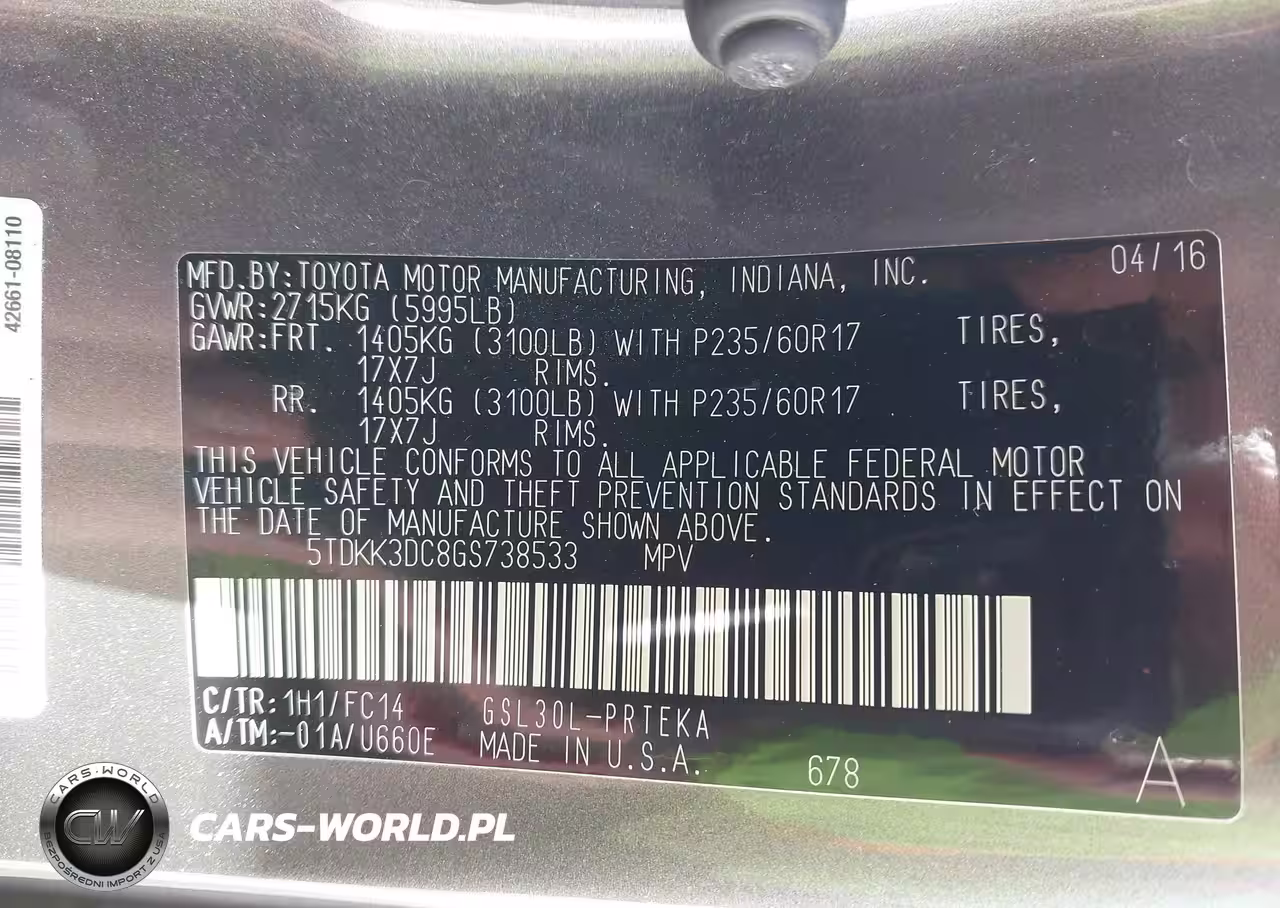 42661-08110
04/16
MFD.BY:TOYOTA MOTOR MANUFACTURING, INDIANA, INC.
GVWR:2715KG (5995LB)
GAWR:FRT. 1405KG (3100LB) WITH P235/60R17 TIRES,
17X7J RIMS.
RR. 1405KG (3100LB) WITH P235/60R17 TIRES,
17X7J RIMS.
THIS VEHICLE CONFORMS TO ALL APPLICABLE FEDERAL MOTOR
VEHICLE SAFETY AND THEFT PREVENTION STANDARDS IN EFFECT ON
THE DATE OF MANUFACTURE SHOWN ABOVE.
5TDKK3DC8GS738533 MPV
C/TR:1H1/FC14 GSL30L-PRTEKA
A/TM:-01A/U660E MADE IN U.S.A.
678
A
CARS-WORLD
CW
BEZPOŚREDNI IMPORT Z USA
CARS-WORLD.PL